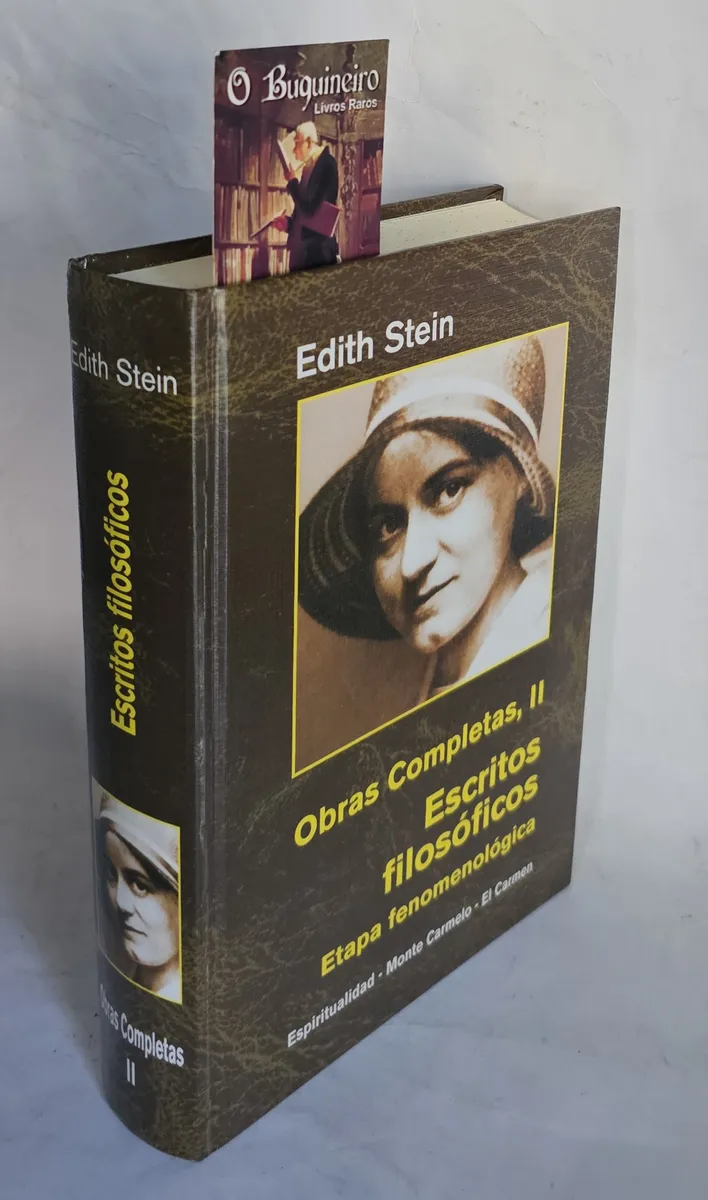 O Buquineiro
Livros Raros
Edith Stein
Obras Completas, II
Escritos
filosóficos
Etapa fenomenológica
Espiritualidad - Monte Carmelo - El Carmen
Edith Stein
Escritos filosóficos
Obras Completas
II